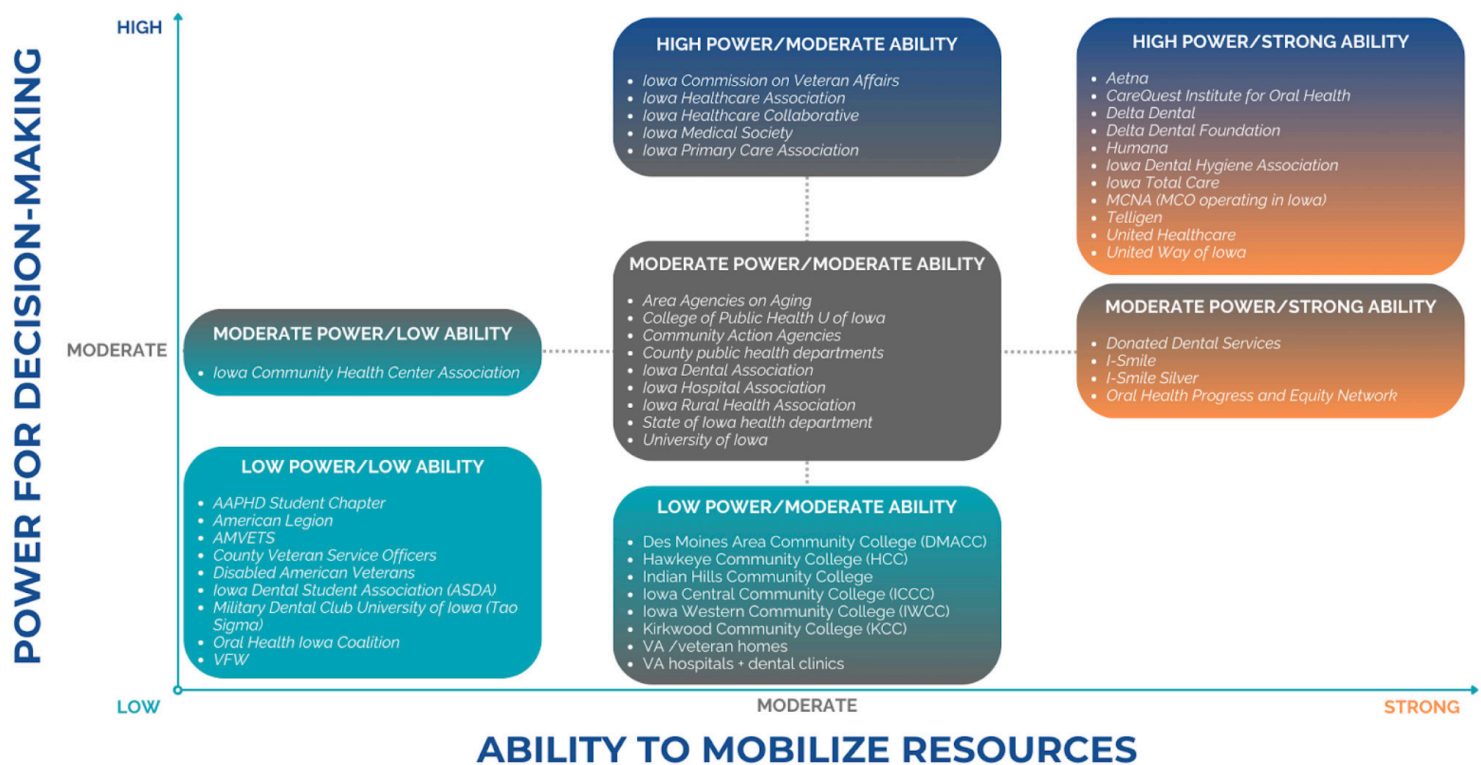 POWER FOR DECISION-MAKING
HIGH
HIGH POWER/MODERATE ABILITY
• Iowa Commission on Veteran Affairs
• Iowa Healthcare Association
• Iowa Healthcare Collaborative
• Iowa Medical Society
• Iowa Primary Care Association
HIGH POWER/STRONG ABILITY
• Aetna
• CareQuest Institute for Oral Health
• Delta Dental
• Delta Dental Foundation
• Humana
• Iowa Dental Hygiene Association
• Iowa Total Care
• MCNA (MCO operating in Iowa)
• Telligen
• United Healthcare
• United Way of Iowa
MODERATE
MODERATE POWER/LOW ABILITY
• Iowa Community Health Center Association
MODERATE POWER/MODERATE ABILITY
• Area Agencies on Aging
• College of Public Health U of Iowa
• Community Action Agencies
• County public health departments
• Iowa Dental Association
• Iowa Hospital Association
• Iowa Rural Health Association
• State of Iowa health department
• University of Iowa
MODERATE POWER/STRONG ABILITY
• Donated Dental Services
• I-Smile
• I-Smile Silver
• Oral Health Progress and Equity Network
LOW POWER/LOW ABILITY
• AAPHD Student Chapter
• American Legion
• AMVETS
• County Veteran Service Officers
• Disabled American Veterans
• Iowa Dental Student Association (ASDA)
• Military Dental Club University of Iowa (Tao
Sigma)
• Oral Health Iowa Coalition
• VFW
LOW POWER/MODERATE ABILITY
• Des Moines Area Community College (DMACC)
• Hawkeye Community College (HCC)
• Indian Hills Community College
• Iowa Central Community College (ICCC)
• Iowa Western Community College (IWCC)
• Kirkwood Community College (KCC)
• VA /veteran homes
• VA hospitals + dental clinics
LOW
MODERATE
STRONG
ABILITY TO MOBILIZE RESOURCES